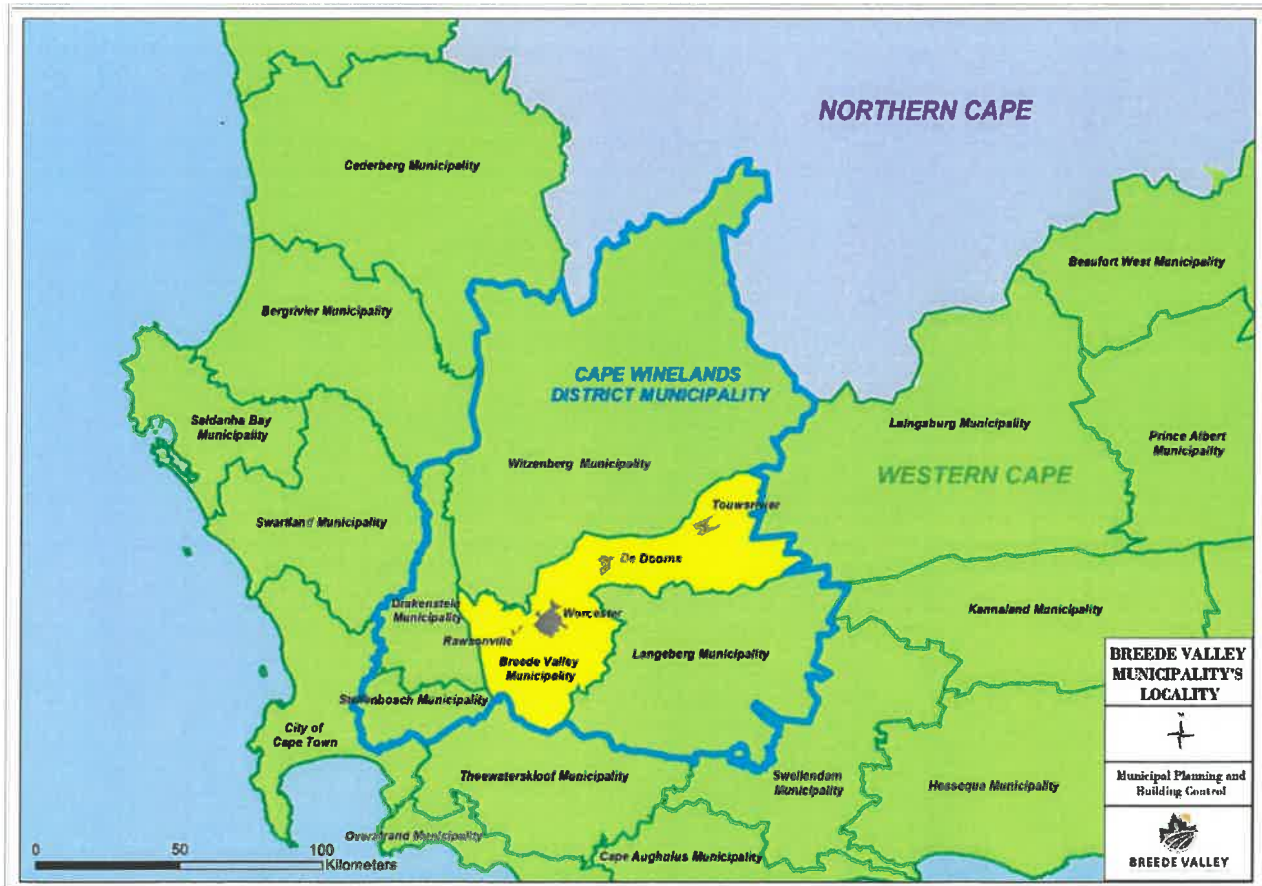 NORTHERN CAPE
Cederberg Municipality
Beaufort West Municipality
Bergrivier Municipality
CAPE WINELANDS
DISTRICT MUNICIPALITY
Saldanha Bay
Municipality
Laingsburg Municipality
Prince Albert
Municipality
Witzenberg Municipality
WESTERN CAPE
Touwsriver
Swartland Municipality
De Doorns
Drakenstein
Municipality
Worcester
Kannaland Municipality
Rawsonville
Breede Valley
Municipality
Langeberg Municipality
Stellenbosch Municipality
City of
Cape Town
Theewaterskloof Municipality
Swellendam
Municipality
Hessequa Municipality
Overstrand Municipality
Cape Aughulus Municipality
0 50 100
Kilometers
BREEDE VALLEY
MUNICIPALITY'S
LOCALITY
N
Municipal Planning and
Building Control
BREEDE VALLEY